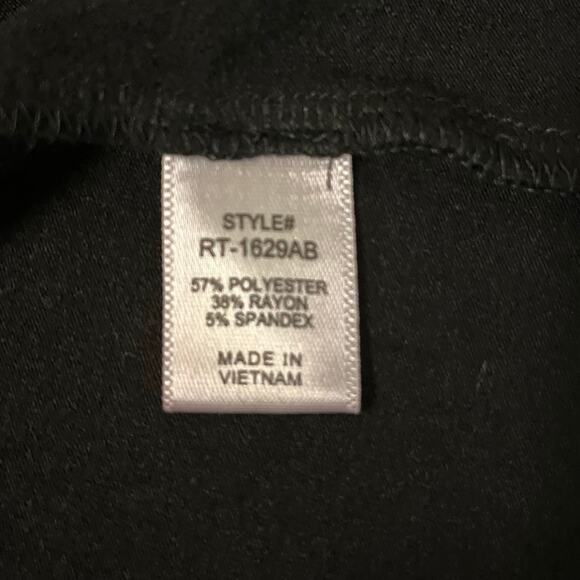 STYLE#
RT-1629AB
57% POLYESTER
38% RAYON
5% SPANDEX
MADE IN
VIETNAM